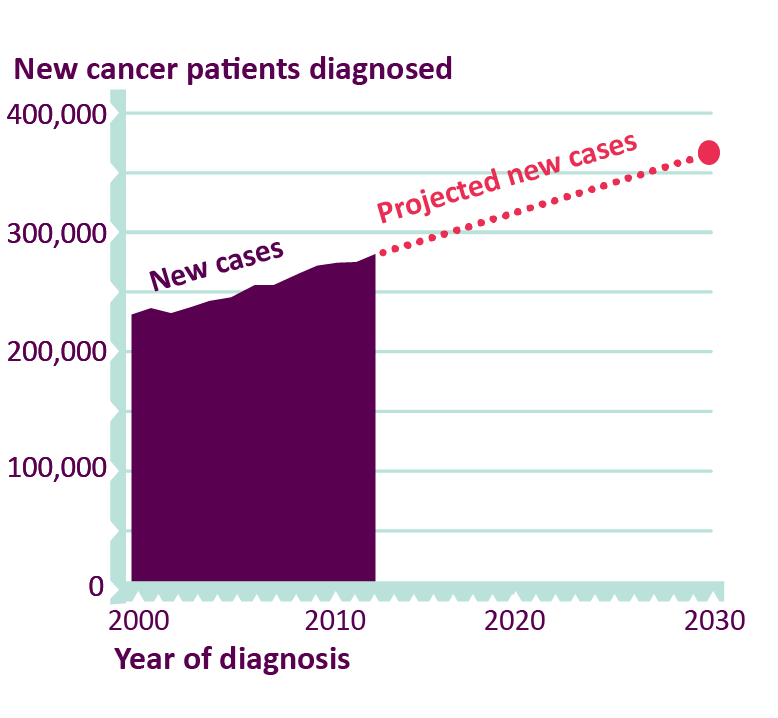 New cancer patients diagnosed
400,000
Projected new cases
300,000
New cases
200,000
100,000
0
2000 2010 2020 2030
Year of diagnosis